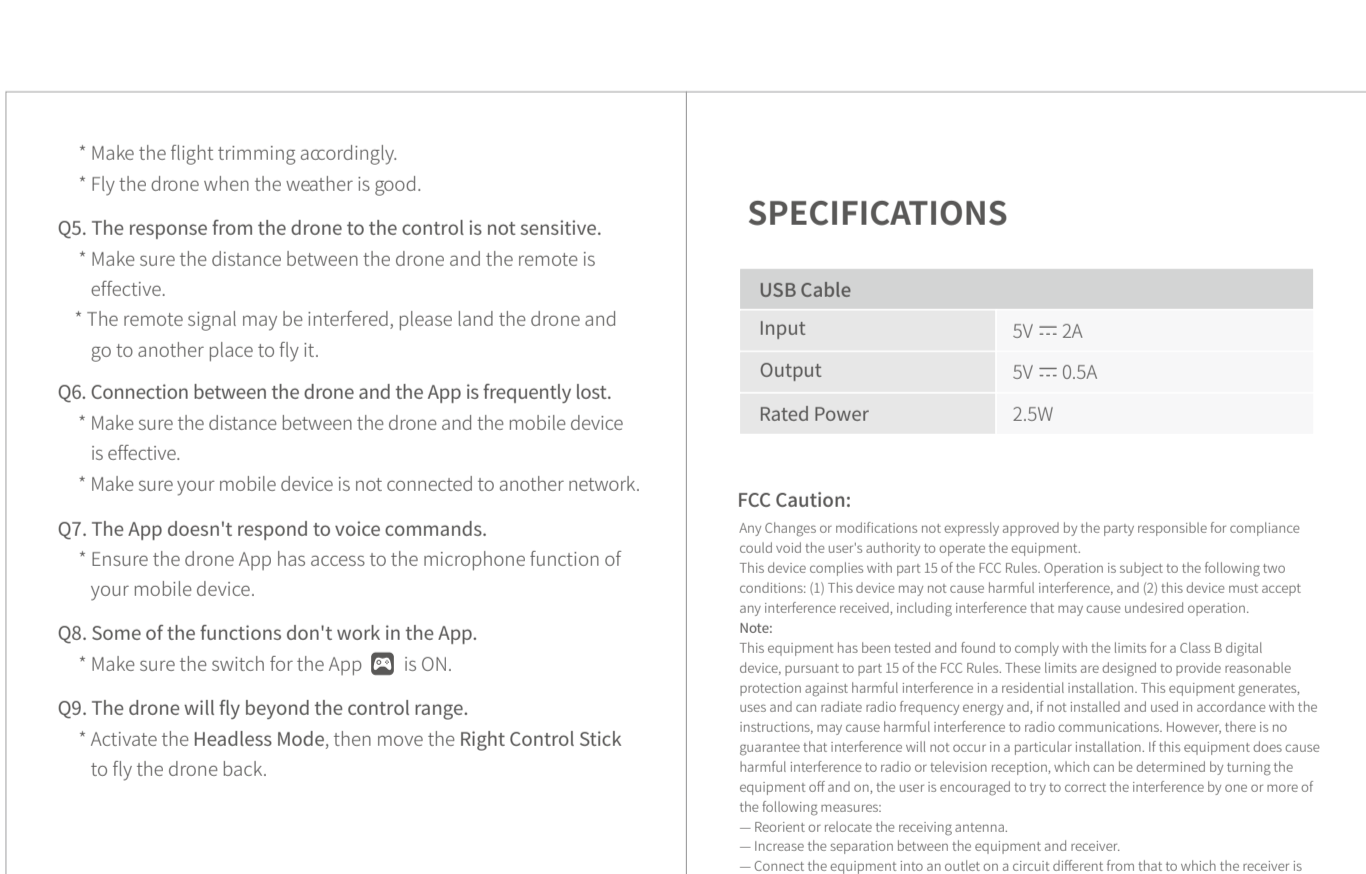 * Make the flight trimming accordingly.
* Fly the drone when the weather is good.
Q5. The response from the drone to the control is not sensitive.
* Make sure the distance between the drone and the remote is
effective.
* The remote signal may be interfered, please land the drone and
go to another place to fly it.
Q6. Connection between the drone and the App is frequently lost.
* Make sure the distance between the drone and the mobile device
is effective.
* Make sure your mobile device is not connected to another network.
Q7. The App doesn't respond to voice commands.
* Ensure the drone App has access to the microphone function of
your mobile device.
Q8. Some of the functions don't work in the App.
* Make sure the switch for the App is ON.
Q9. The drone will fly beyond the control range.
* Activate the Headless Mode, then move the Right Control Stick
to fly the drone back.
SPECIFICATIONS
USB Cable
Input 5V ⎓ 2A
Output 5V ⎓ 0.5A
Rated Power 2.5W
FCC Caution:
Any Changes or modifications not expressly approved by the party responsible for compliance
could void the user's authority to operate the equipment.
This device complies with part 15 of the FCC Rules. Operation is subject to the following two
conditions: (1) This device may not cause harmful interference, and (2) this device must accept
any interference received, including interference that may cause undesired operation.
Note:
This equipment has been tested and found to comply with the limits for a Class B digital
device, pursuant to part 15 of the FCC Rules. These limits are designed to provide reasonable
protection against harmful interference in a residential installation. This equipment generates,
uses and can radiate radio frequency energy and, if not installed and used in accordance with the
instructions, may cause harmful interference to radio communications. However, there is no
guarantee that interference will not occur in a particular installation. If this equipment does cause
harmful interference to radio or television reception, which can be determined by turning the
equipment off and on, the user is encouraged to try to correct the interference by one or more of
the following measures:
— Reorient or relocate the receiving antenna.
— Increase the separation between the equipment and receiver.
— Connect the equipment into an outlet on a circuit different from that to which the receiver is